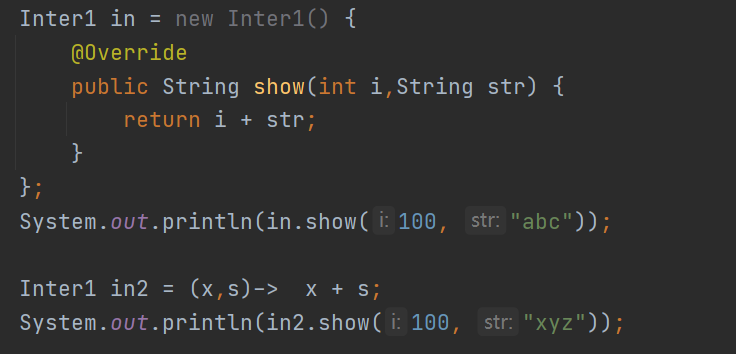 Inter1 in = new Inter1() {
@Override
public String show(int i,String str) {
return i + str;
}
};
System.out.println(in.show( i: 100, str: "abc"));
Inter1 in2 = (x,s)->  x + s;
System.out.println(in2.show( i: 100, str: "xyz"));